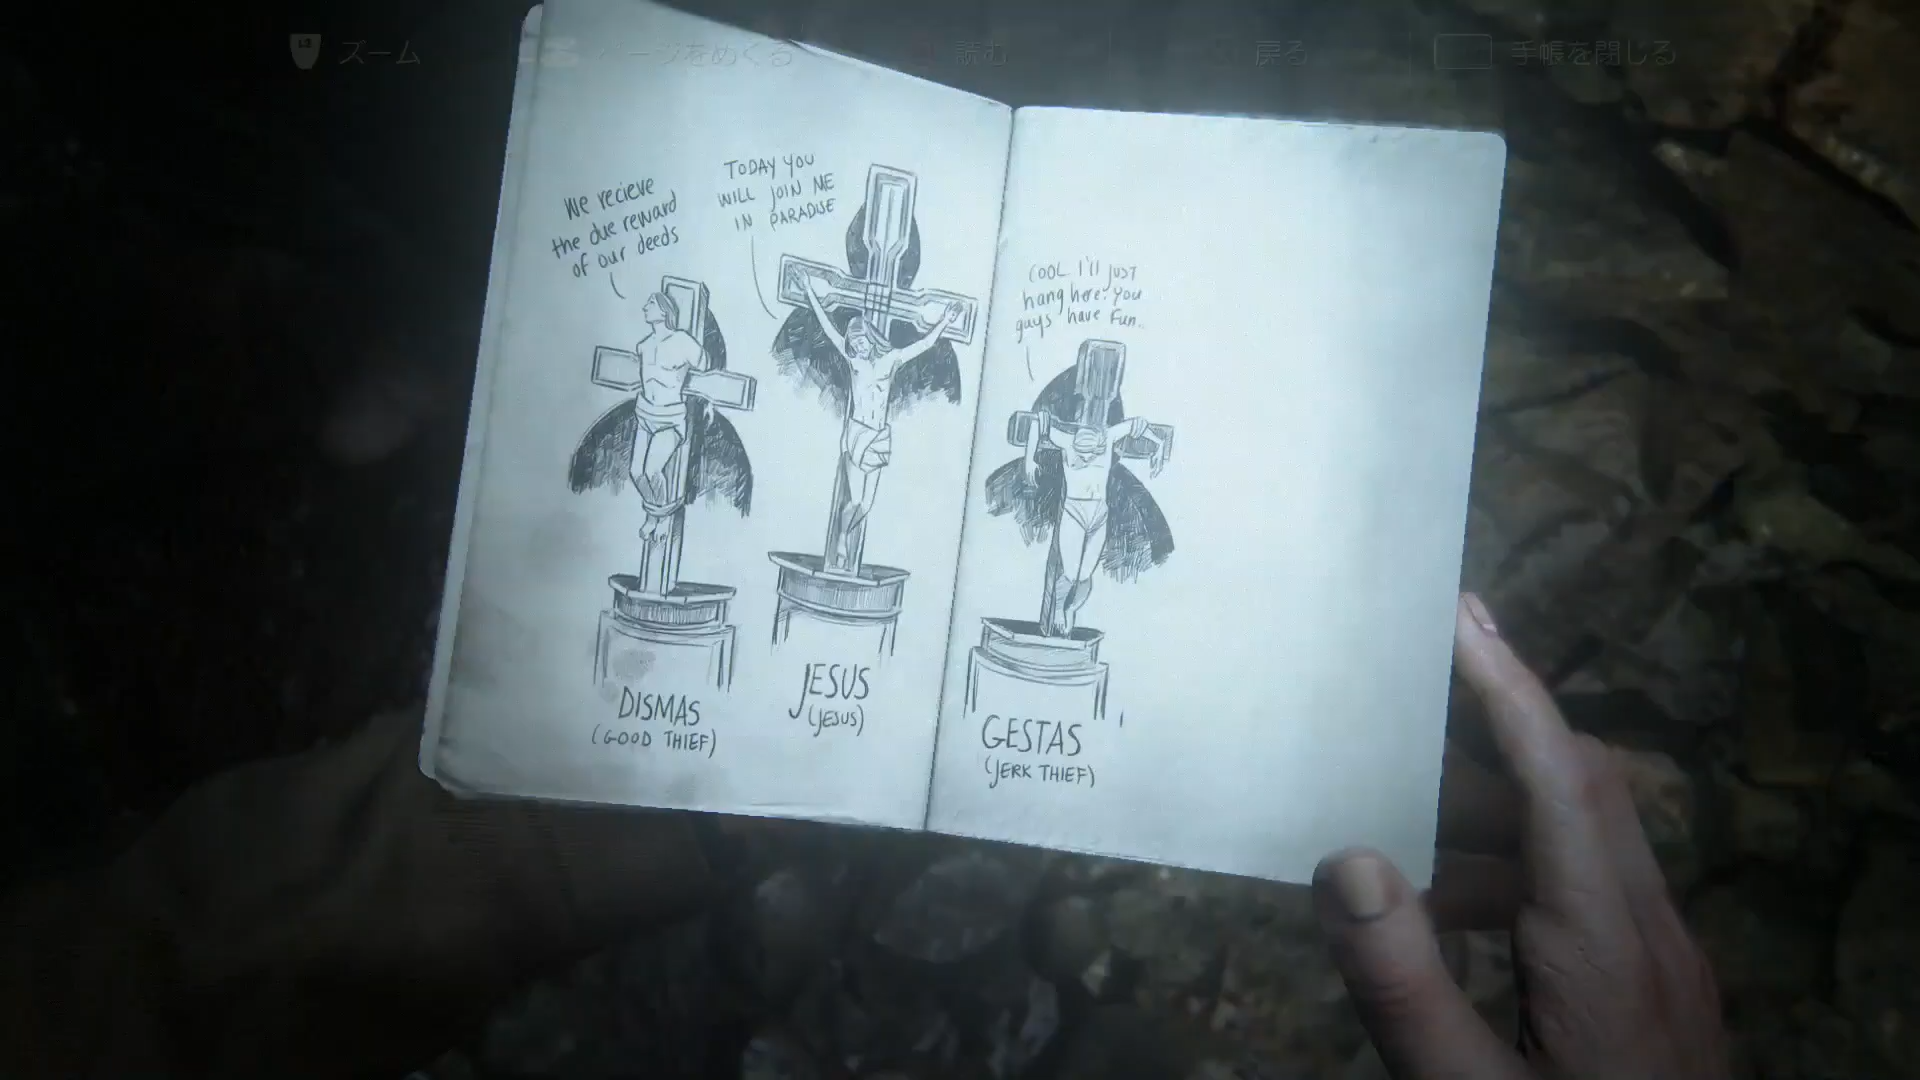 L3 ズーム
ページをめくる
読む
戻る
手帳を閉じる
We recieve
the due reward
of our deeds
TODAY YOU
WILL JOIN ME
IN PARADISE
COOL I'll JUST
hang here. You
guys have Fun..
DISMAS
(GOOD THIEF)
JESUS
(JESUS)
GESTAS
(JERK THIEF)